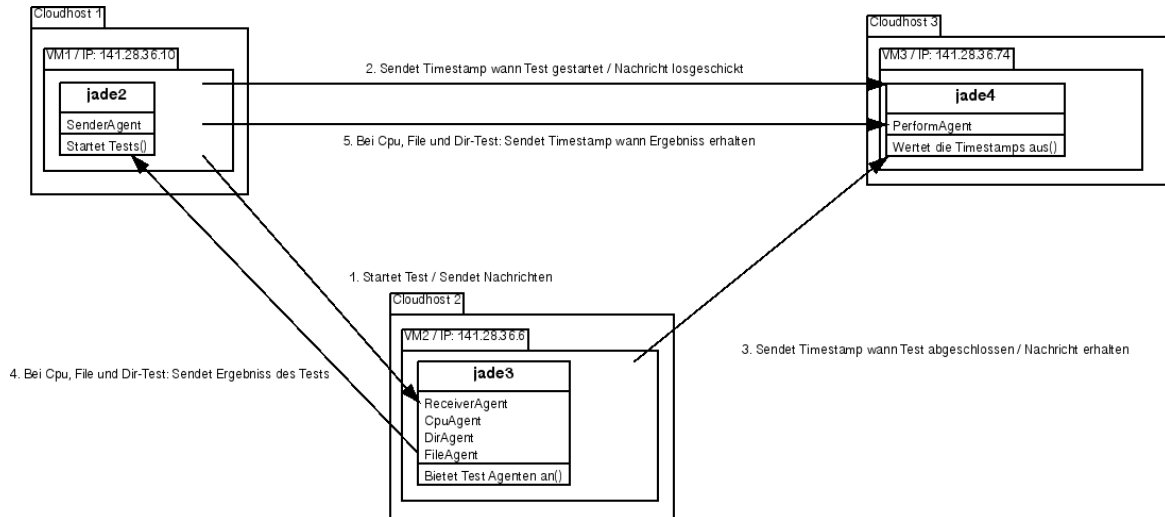 Cloudhost 1
VM1 / IP: 141.28.36.10
jade2
SenderAgent
Startet Tests()
2. Sendet Timestamp wann Test gestartet / Nachricht losgeschickt
5. Bei Cpu, File und Dir-Test: Sendet Timestamp wann Ergebniss erhalten
Cloudhost 3
VM3 / IP: 141.28.36.74
jade4
PerformAgent
Wertet die Timestamps aus()
1. Startet Test / Sendet Nachrichten
Cloudhost 2
VM2 / IP: 141.28.36.6
jade3
ReceiverAgent
CpuAgent
DirAgent
FileAgent
Bietet Test Agenten an()
3. Sendet Timestamp wann Test abgeschlossen / Nachricht erhalten
4. Bei Cpu, File und Dir-Test: Sendet Ergebniss des Tests